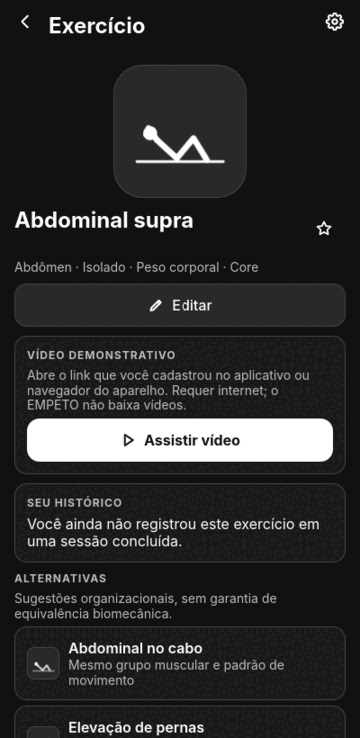 Exercício
Abdominal supra
Abdômen · Isolado · Peso corporal · Core
Editar
VÍDEO DEMONSTRATIVO
Abre o link que você cadastrou no aplicativo ou
navegador do aparelho. Requer internet; o
EMPETO não baixa vídeos.
Assistir vídeo
SEU HISTÓRICO
Você ainda não registrou este exercício em
uma sessão concluída.
ALTERNATIVAS
Sugestões organizacionais, sem garantia de
equivalência biomecânica.
Abdominal no cabo
Mesmo grupo muscular e padrão de
movimento
Elevação de pernas